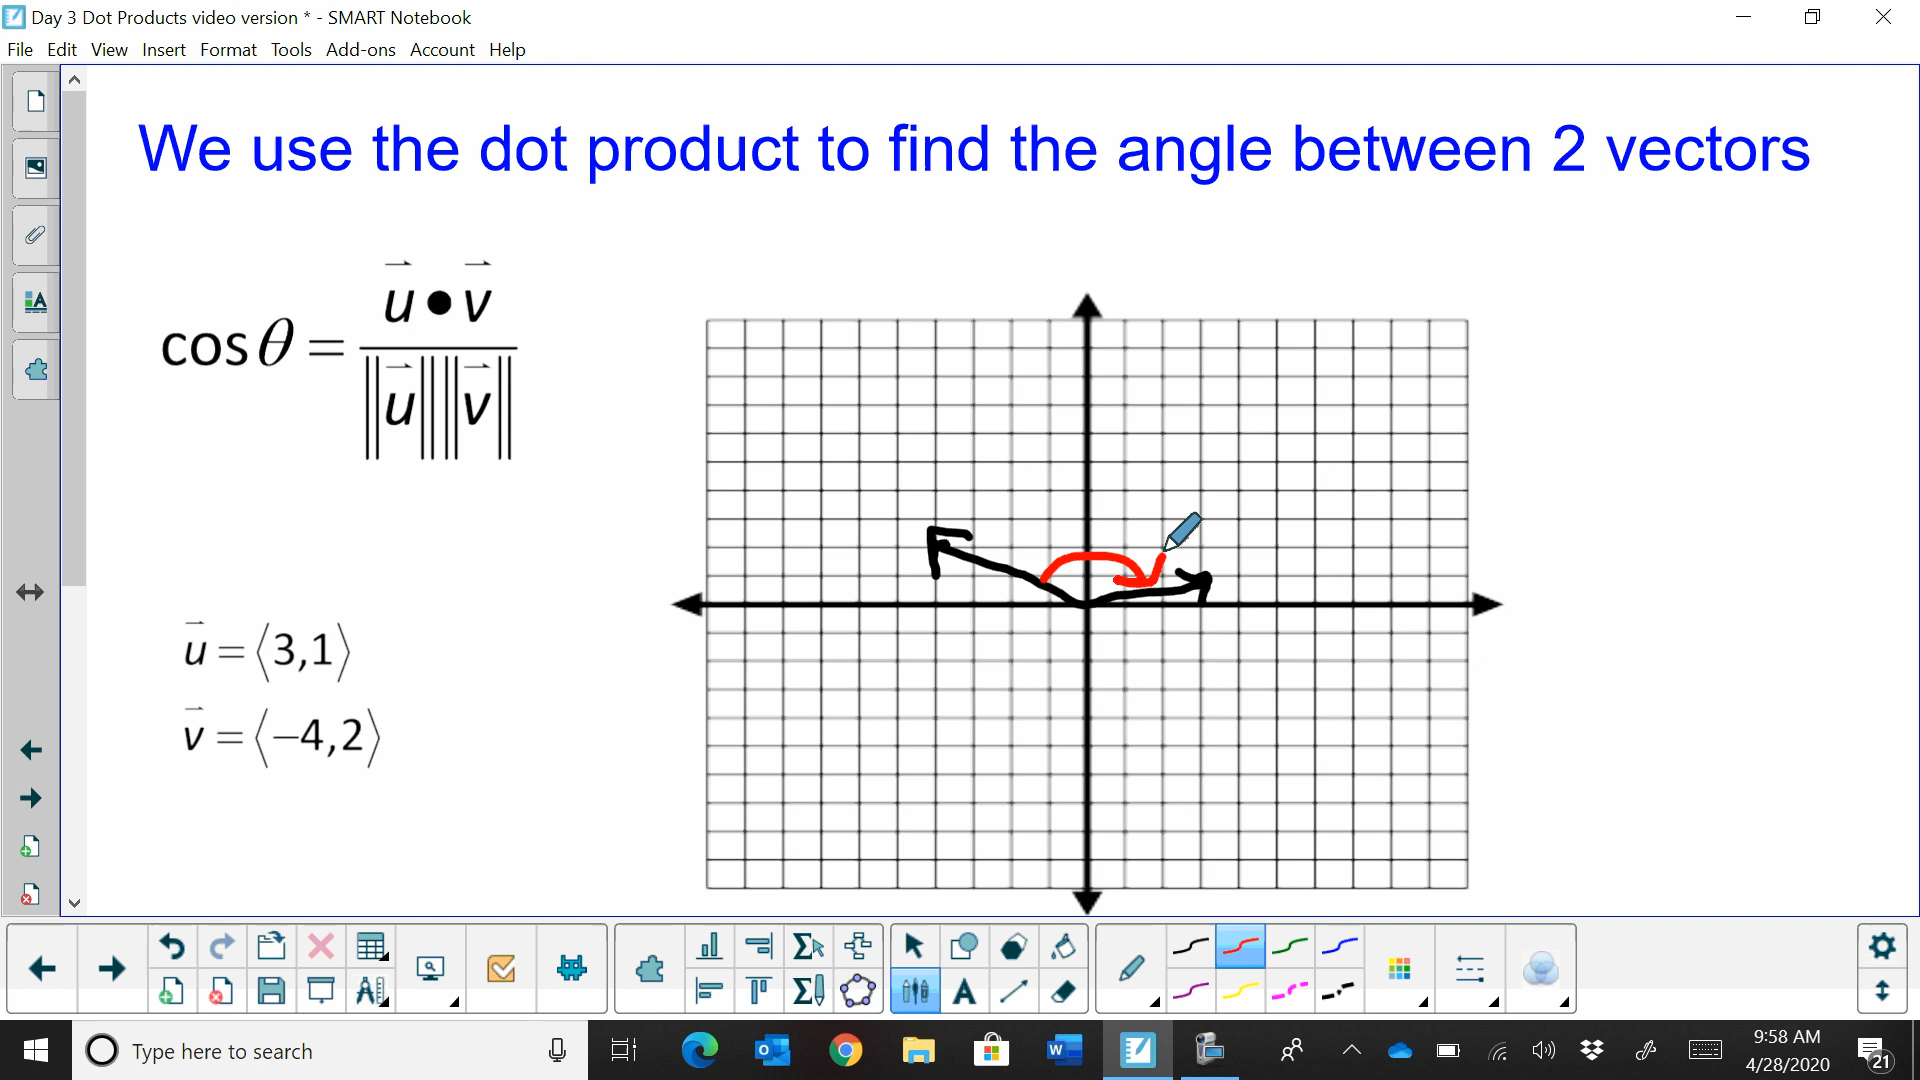 Day 3 Dot Products video version * - SMART Notebook
File Edit View Insert Format Tools Add-ons Account Help
We use the dot product to find the angle between 2 vectors
cos θ = u • v / ‖u‖ ‖v‖
u = ⟨3,1⟩
v = ⟨−4,2⟩
Type here to search
9:58 AM
4/28/2020
21